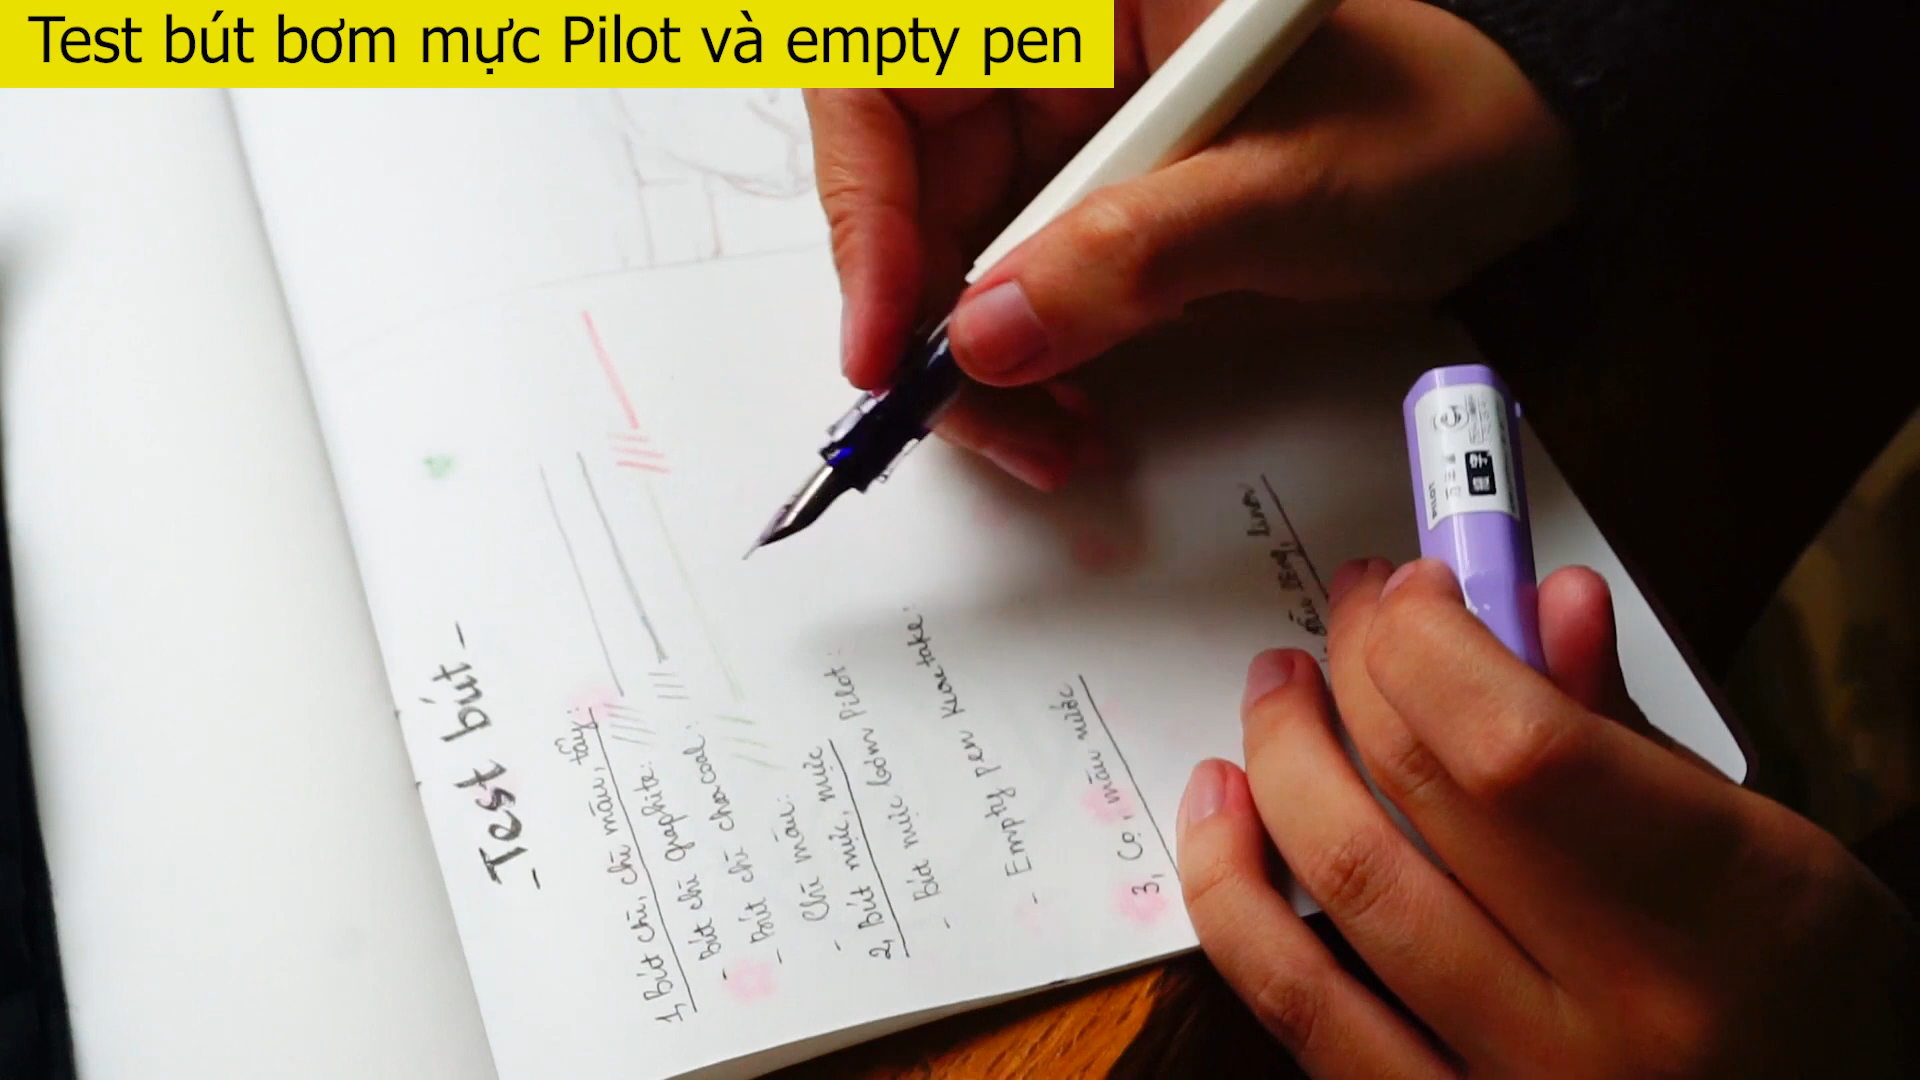 Test bút bơm mực Pilot và empty pen
- Test bút -
1, Bút chì, chì màu, tẩy:
- Bút chì graphite:
- Bút chì charcoal:
- Chì màu:
2, Bút mực, mực
- Bút mực bơm Pilot:
- Empty pen Kuretake:
3, Cọ, màu nước
PILOT